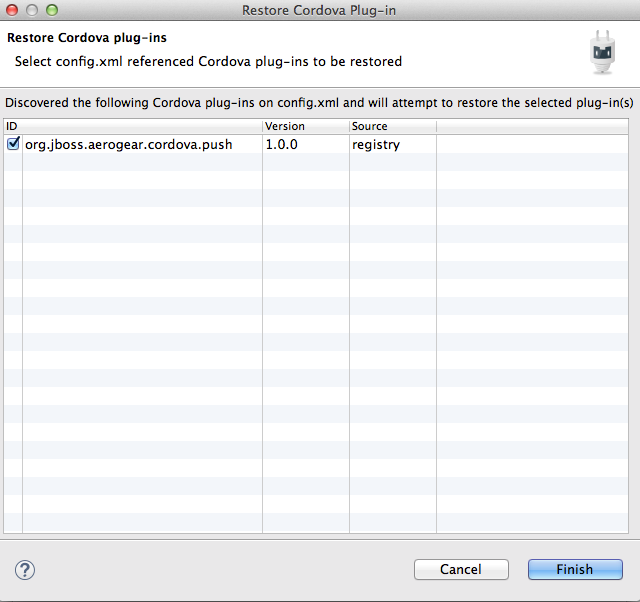 Restore Cordova Plug-in
Restore Cordova plug-ins
Select config.xml referenced Cordova plug-ins to be restored
Discovered the following Cordova plug-ins on config.xml and will attempt to restore the selected plug-in(s)
ID Version Source
org.jboss.aerogear.cordova.push 1.0.0 registry
? Cancel Finish